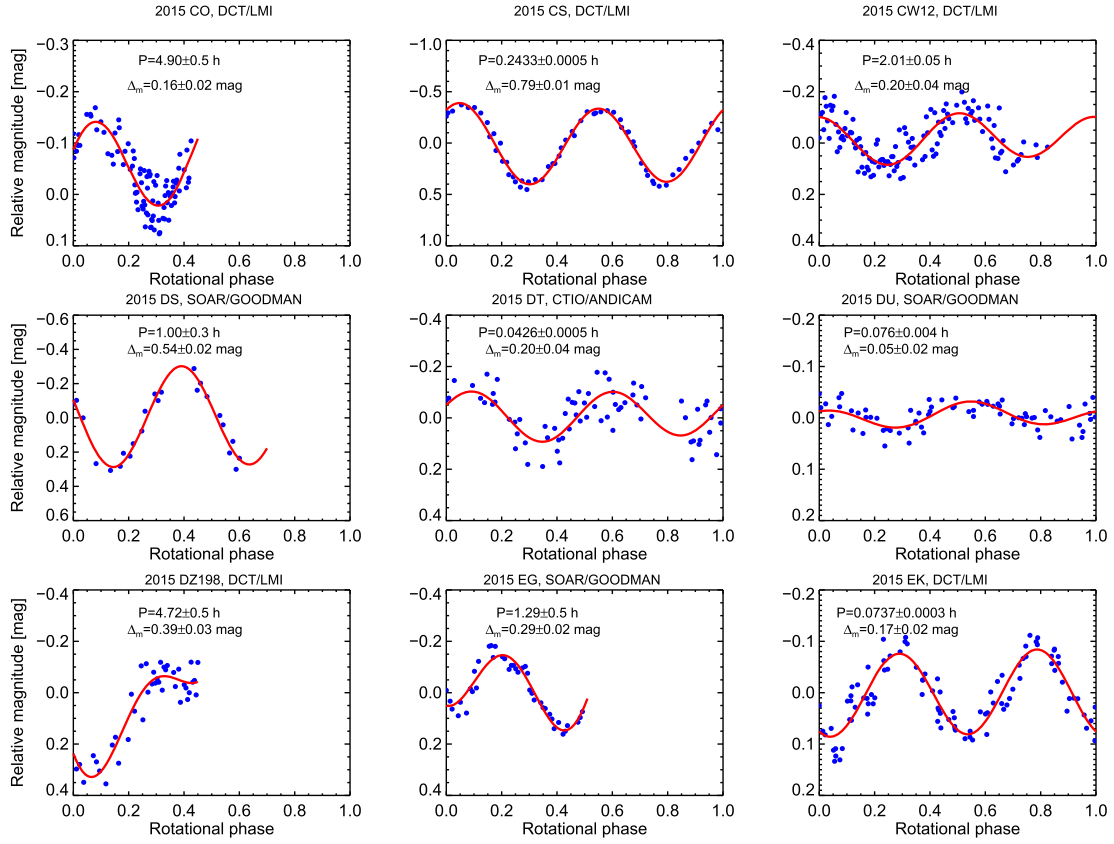 2015 CO, DCT/LMI
2015 CS, DCT/LMI
2015 CW12, DCT/LMI
Relative magnitude [mag]
−0.3
−0.2
−0.1
0.0
0.1
P=4.90±0.5 h
Δm=0.16±0.02 mag
0.0 0.2 0.4 0.6 0.8 1.0
Rotational phase
−1.0
−0.5
0.0
0.5
1.0
P=0.2433±0.0005 h
Δm=0.79±0.01 mag
0.0 0.2 0.4 0.6 0.8 1.0
Rotational phase
−0.4
−0.2
0.0
0.2
0.4
P=2.01±0.05 h
Δm=0.20±0.04 mag
0.0 0.2 0.4 0.6 0.8 1.0
Rotational phase
2015 DS, SOAR/GOODMAN
2015 DT, CTIO/ANDICAM
2015 DU, SOAR/GOODMAN
Relative magnitude [mag]
−0.6
−0.4
−0.2
0.0
0.2
0.4
0.6
P=1.00±0.3 h
Δm=0.54±0.02 mag
0.0 0.2 0.4 0.6 0.8 1.0
Rotational phase
−0.4
−0.2
0.0
0.2
0.4
P=0.0426±0.0005 h
Δm=0.20±0.04 mag
0.0 0.2 0.4 0.6 0.8 1.0
Rotational phase
−0.2
−0.1
0.0
0.1
0.2
P=0.076±0.004 h
Δm=0.05±0.02 mag
0.0 0.2 0.4 0.6 0.8 1.0
Rotational phase
2015 DZ198, DCT/LMI
2015 EG, SOAR/GOODMAN
2015 EK, DCT/LMI
Relative magnitude [mag]
−0.4
−0.2
0.0
0.2
0.4
P=4.72±0.5 h
Δm=0.39±0.03 mag
0.0 0.2 0.4 0.6 0.8 1.0
Rotational phase
−0.4
−0.2
0.0
0.2
0.4
P=1.29±0.5 h
Δm=0.29±0.02 mag
0.0 0.2 0.4 0.6 0.8 1.0
Rotational phase
−0.2
−0.1
0.0
0.1
0.2
P=0.0737±0.0003 h
Δm=0.17±0.02 mag
0.0 0.2 0.4 0.6 0.8 1.0
Rotational phase